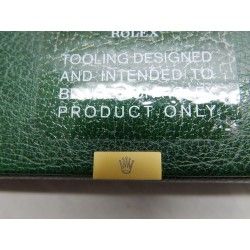 ROLEX
TOOLING DESIGNED
AND INTENDED TO
PRODUCT ONLY.